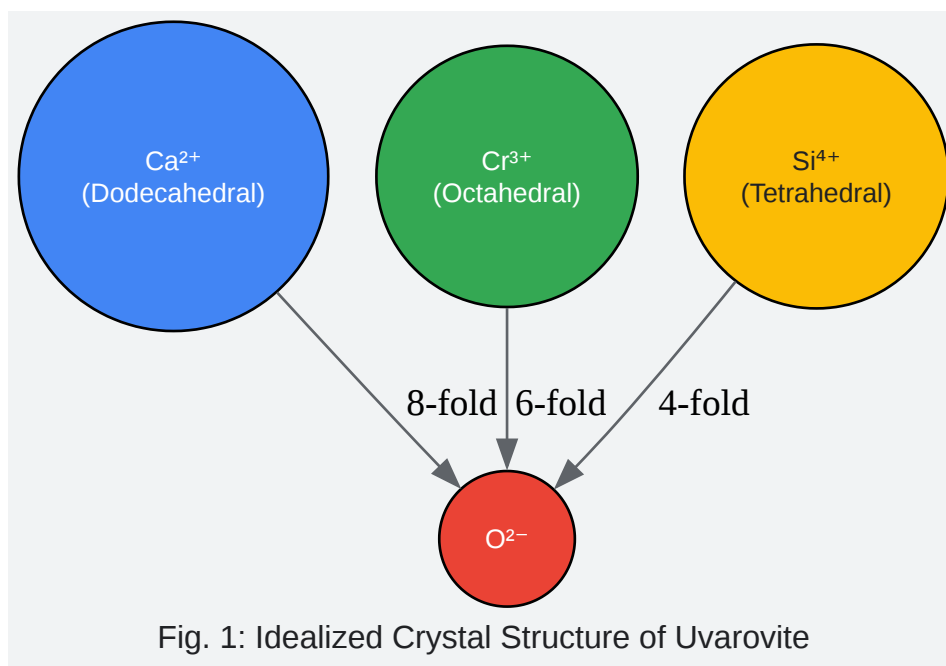 Ca²⁺
(Dodecahedral)
Cr³⁺
(Octahedral)
Si⁴⁺
(Tetrahedral)
8-fold
6-fold
4-fold
O²⁻
Fig. 1: Idealized Crystal Structure of Uvarovite